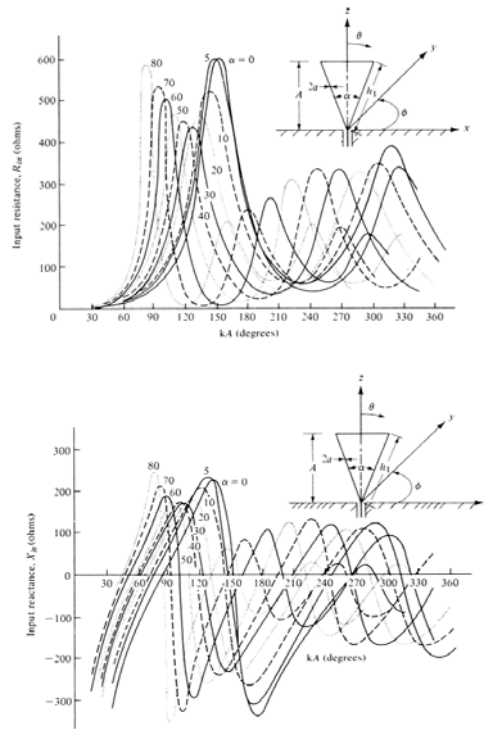 z
θ
y
600
500
400
300
200
100
0
Input resistance, R_in (ohms)
80
70
60
50
5
α = 0
10
20
30
40
2a
α
h₁
A
φ
x
30
60
90
120
150
180
210
240
270
300
330
360
kA (degrees)
z
θ
y
300
200
100
0
−100
−200
−300
Input reactance, X_in (ohms)
80
70
60
50
5
α = 0
10
20
30
40
2a
α
h₁
A
φ
30
60
90
120
150
180
210
240
270
300
330
360
kA (degrees)